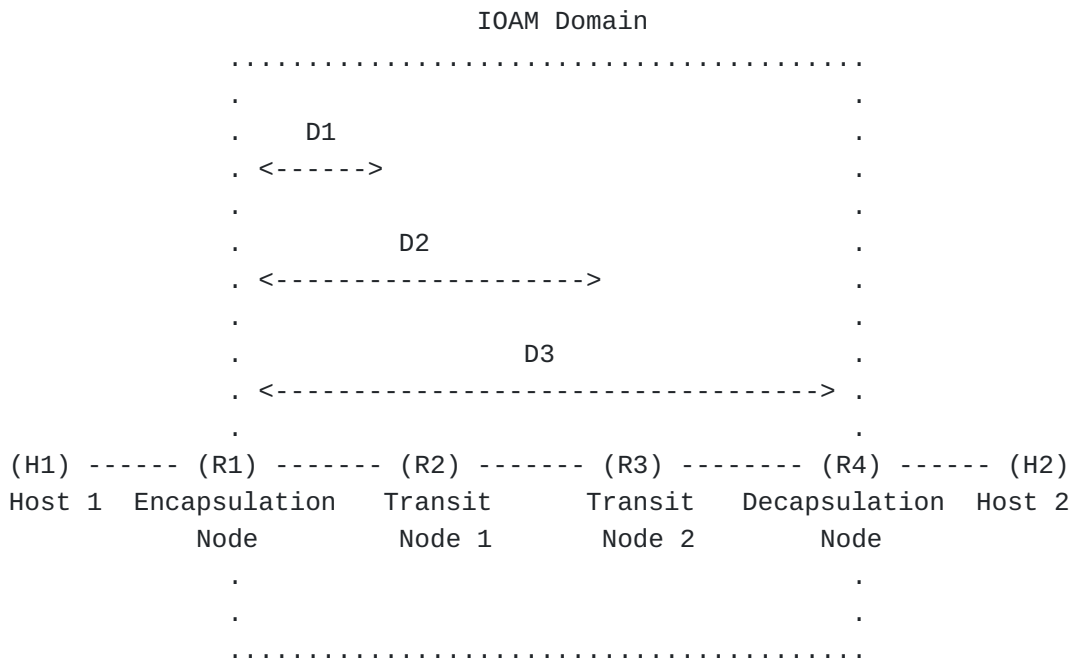 IOAM Domain
.........................................
. .
. D1 .
. <------> .
. .
. D2 .
. <--------------------> .
. .
. D3 .
. <-----------------------------------> .
. .
(H1) ------ (R1) ------- (R2) ------- (R3) -------- (R4) ------ (H2)
Host 1 Encapsulation Transit Transit Decapsulation Host 2
Node Node 1 Node 2 Node
. .
. .
.........................................